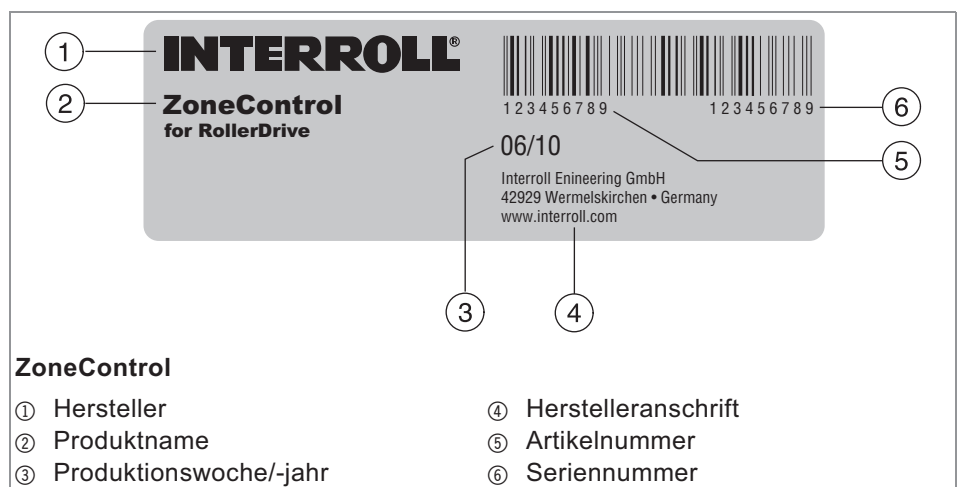 ① INTERROLL®
② ZoneControl
for RollerDrive
123456789 123456789 ⑥
06/10 ⑤
Interroll Enineering GmbH
42929 Wermelskirchen • Germany
www.interroll.com
③ ④
ZoneControl
① Hersteller
② Produktname
③ Produktionswoche/-jahr
④ Herstelleranschrift
⑤ Artikelnummer
⑥ Seriennummer